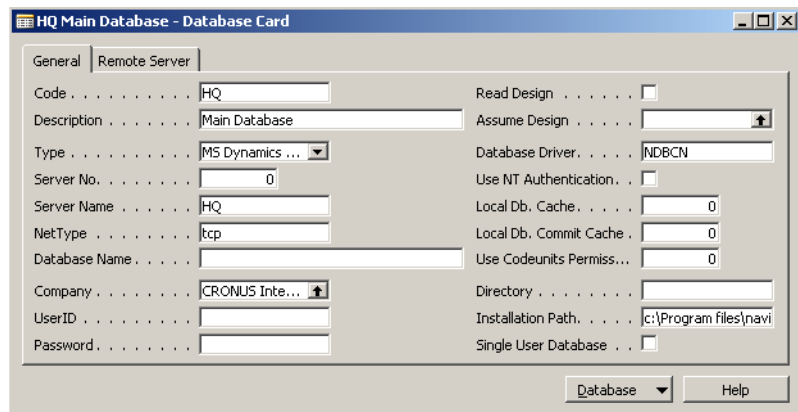 HQ Main Database - Database Card
General Remote Server
Code . . . . . . . . . . HQ
Description . . . . . . . Main Database
Type . . . . . . . . . . MS Dynamics ...
Server No. . . . . . . . 0
Server Name . . . . . . HQ
NetType . . . . . . . . tcp
Database Name . . . . .
Company . . . . . . . . CRONUS Inte...
UserID . . . . . . . . .
Password . . . . . . . .
Read Design . . . . . .
Assume Design . . . . .
Database Driver. . . . . NDBCN
Use NT Authentication. .
Local Db. Cache. . . . . 0
Local Db. Commit Cache . 0
Use Codeunits Permiss... 0
Directory . . . . . . . .
Installation Path. . . . . c:\Program files\navi
Single User Database . .
Database Help